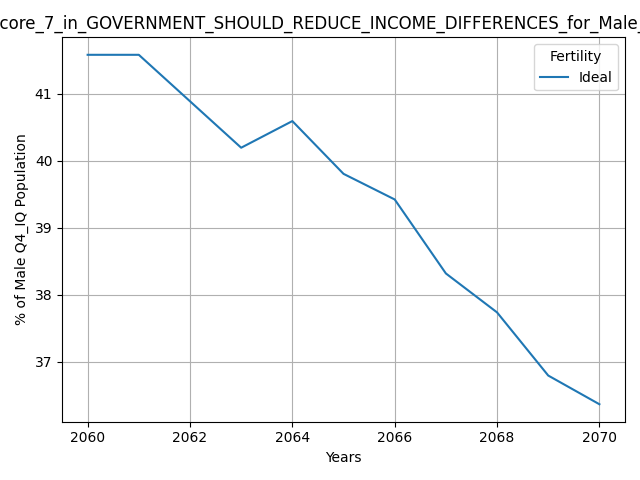 core_7_in_GOVERNMENT_SHOULD_REDUCE_INCOME_DIFFERENCES_for_Male_
Fertility
Ideal
41
40
39
38
37
% of Male Q4_IQ Population
2060 2062 2064 2066 2068 2070
Years